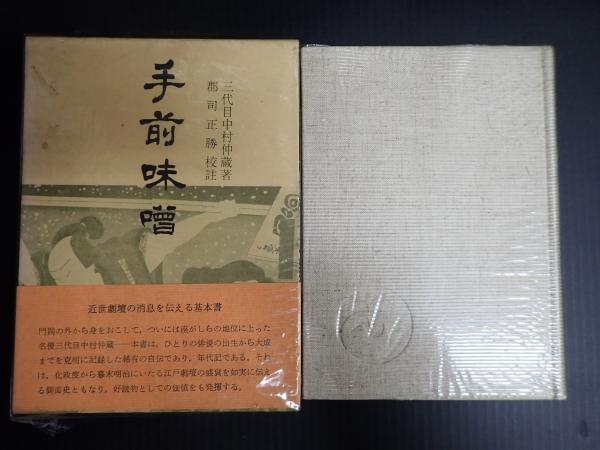 手前味噌
三代目中村仲蔵著
郡司正勝校註
近世劇壇の消息を伝える基本書
門閥の外から身をおこして，ついには座がしらの地位に上った
名優三代目中村仲蔵――本書は，ひとりの俳優の出生から大成
までを克明に記録した稀有の自伝であり，年代記である。それ
は，化政度から幕末明治にいたる江戸劇壇の盛衰を如実に伝え
る側面史ともなり，好読物としての価値をも発揮する。